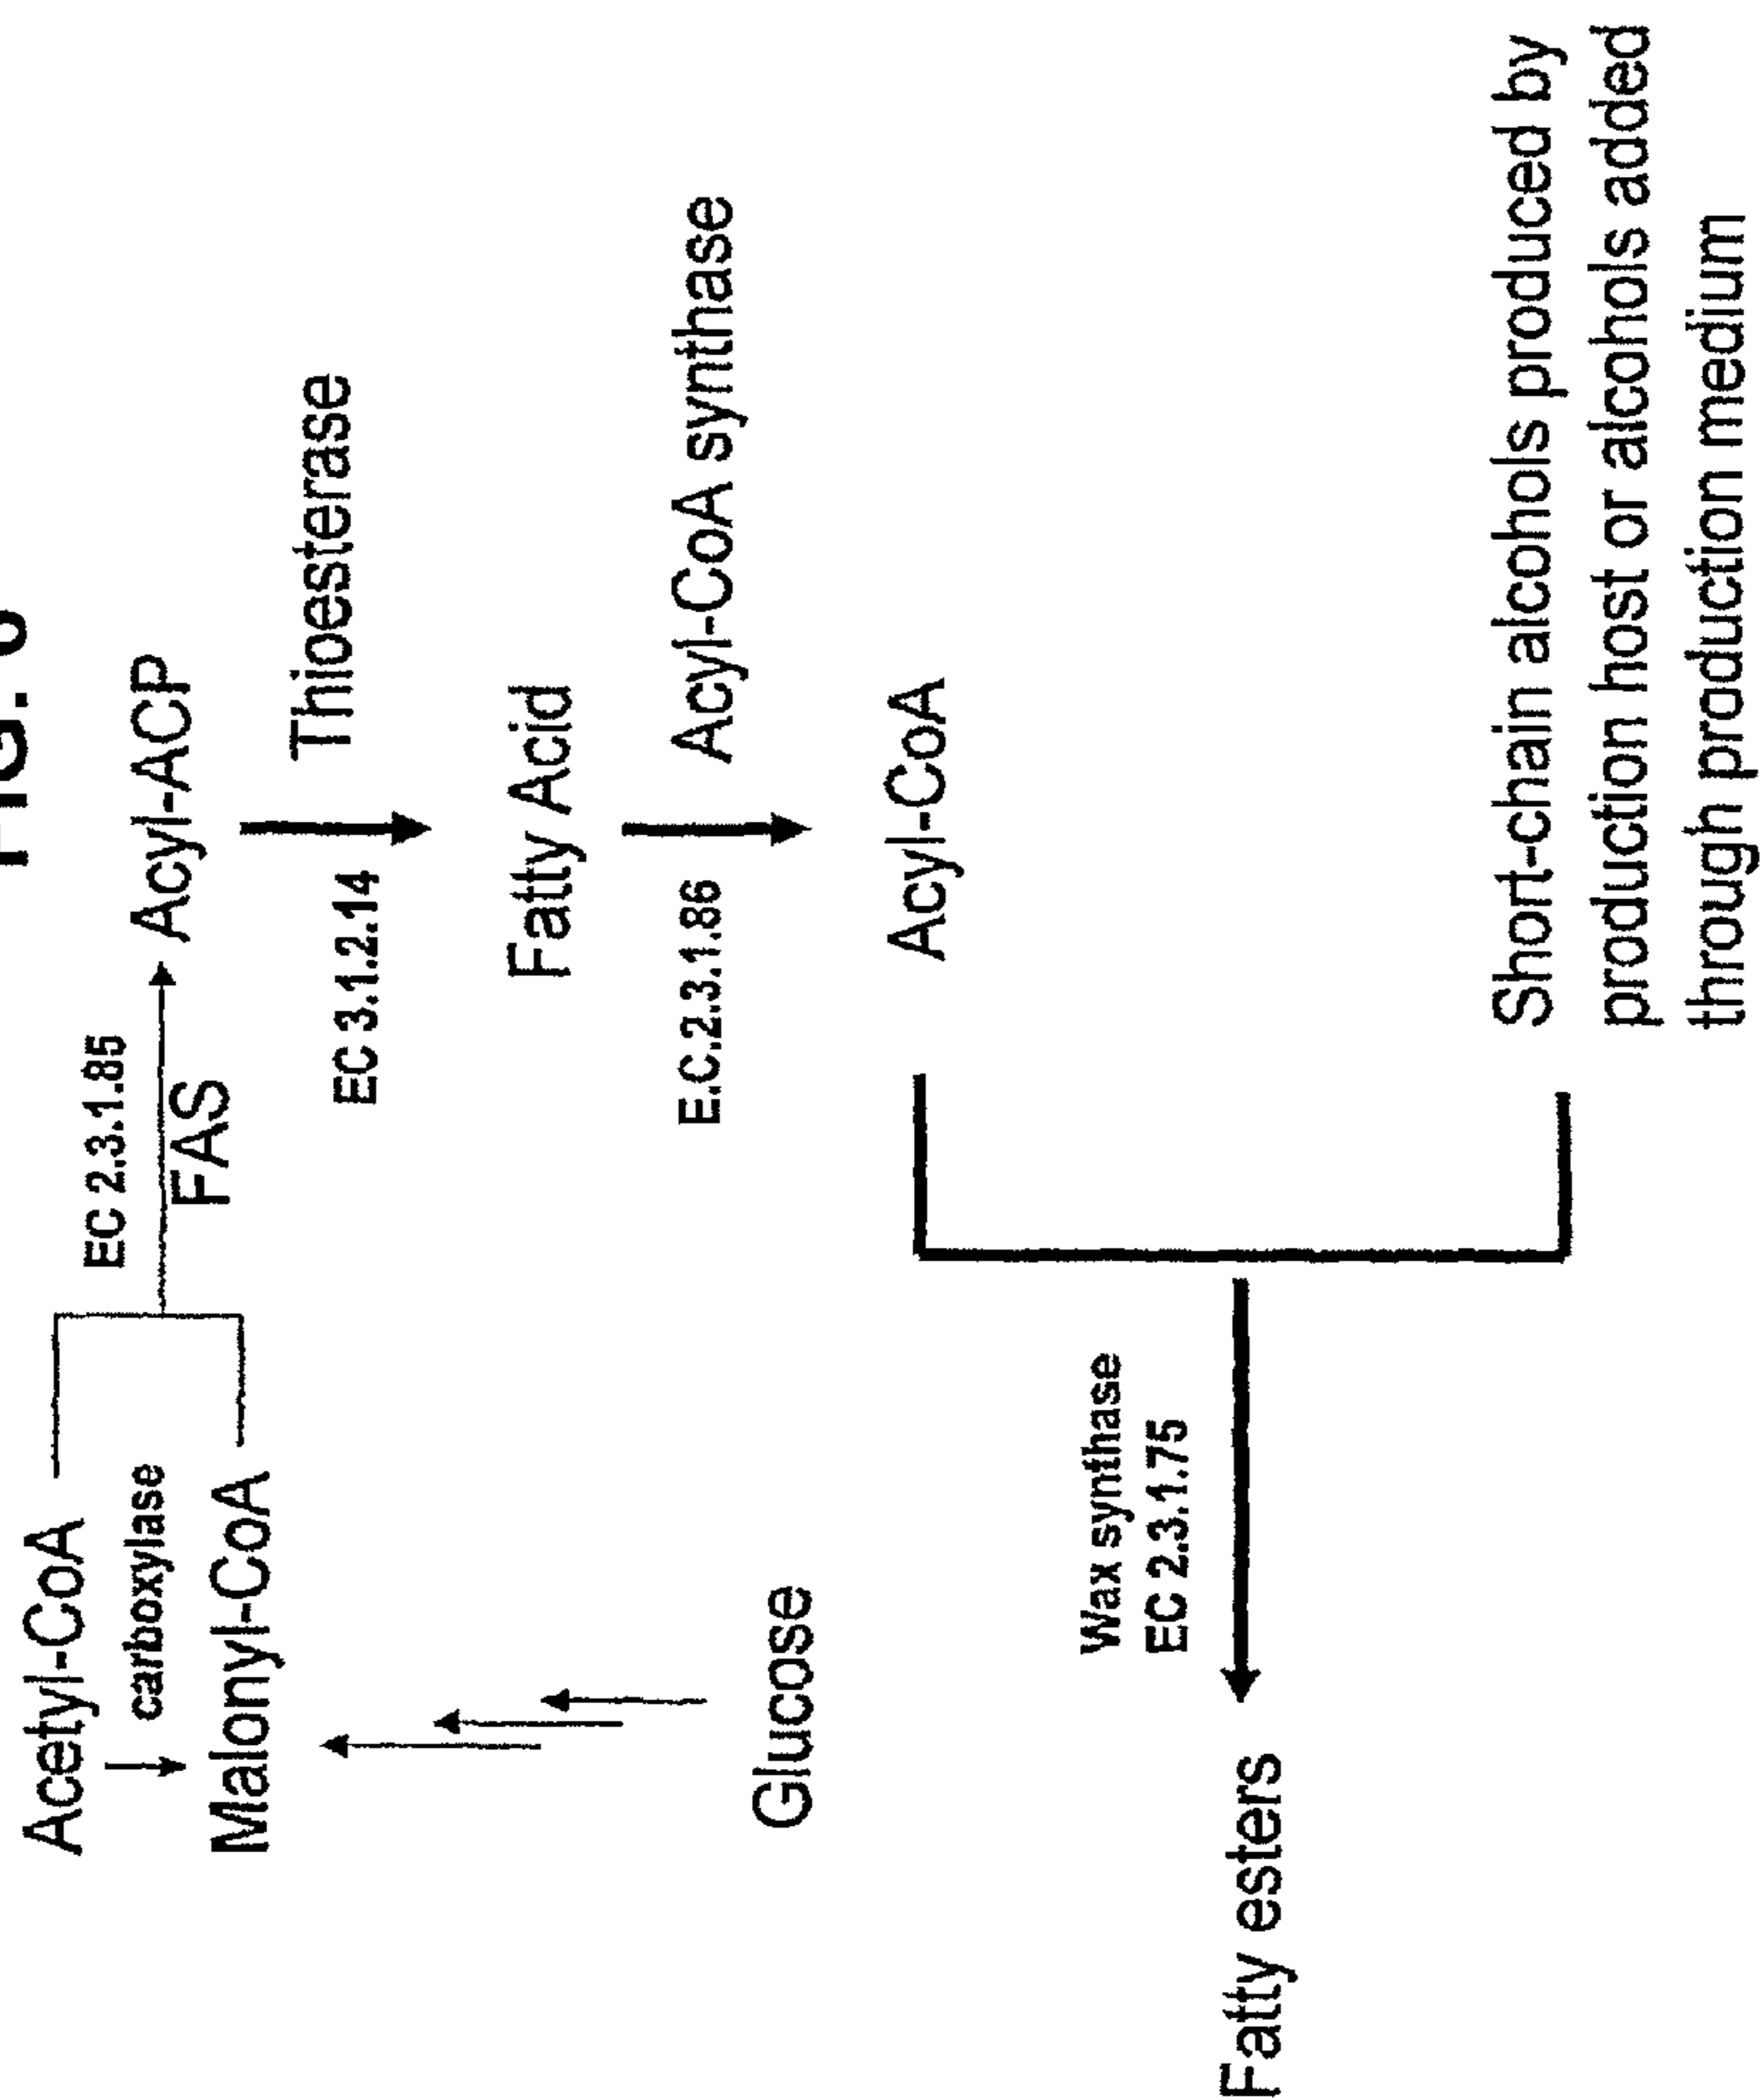 Acetyl-CoA
carboxylase
Malonyl-CoA
EC 2.3.1.85
FAS
Acyl-ACP
EC 3.1.2.14
Thioesterase
Fatty Acid
E.C.2.3.1.86
Acyl-CoA synthase
Acyl-CoA
Glucose
Wax synthase
EC 2.3.1.75
Fatty esters
Short-chain alcohols produced by
production host or alcohols added
through production medium